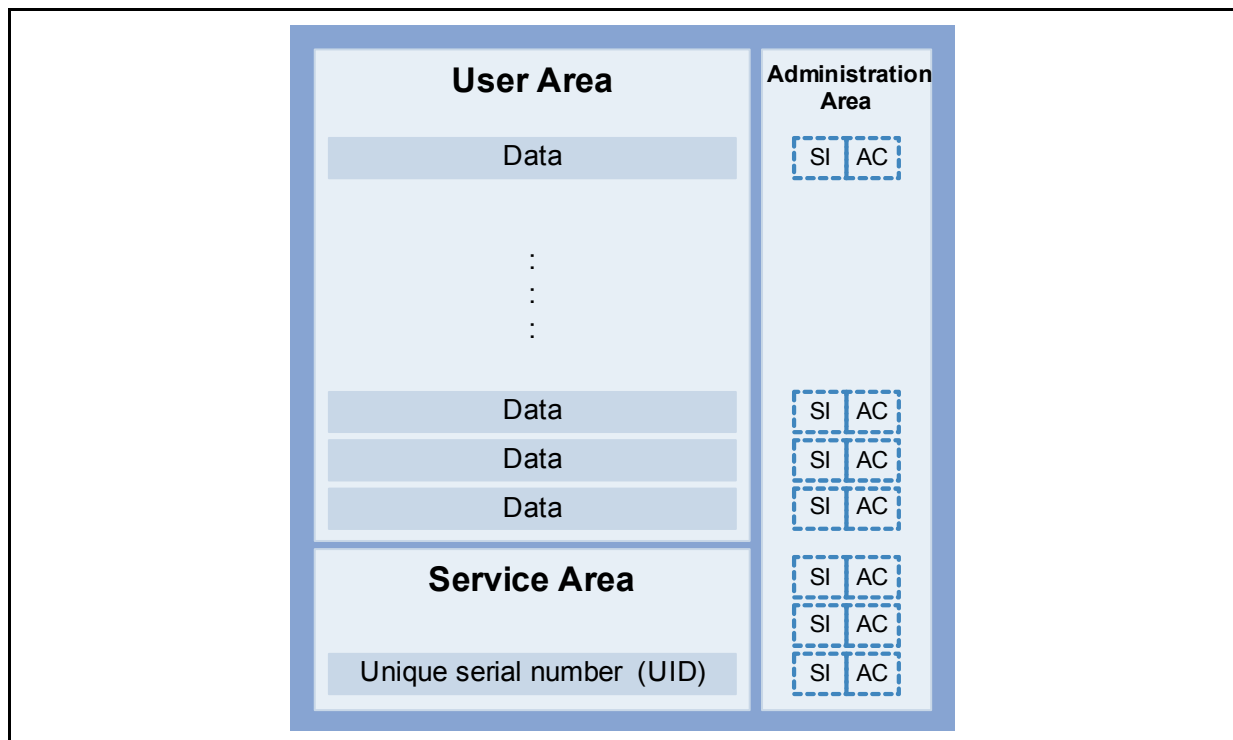 User Area
Administration
Area
Data
SI AC
:
:
:
Data
SI AC
Data
SI AC
Data
SI AC
Service Area
SI AC
SI AC
Unique serial number (UID)
SI AC